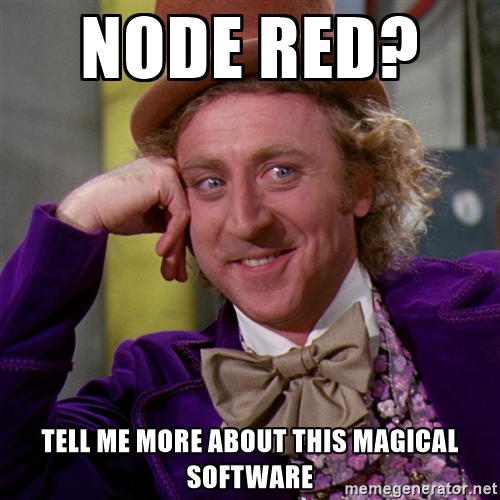 NODE RED?
TELL ME MORE ABOUT THIS MAGICAL
SOFTWARE
memegenerator.net